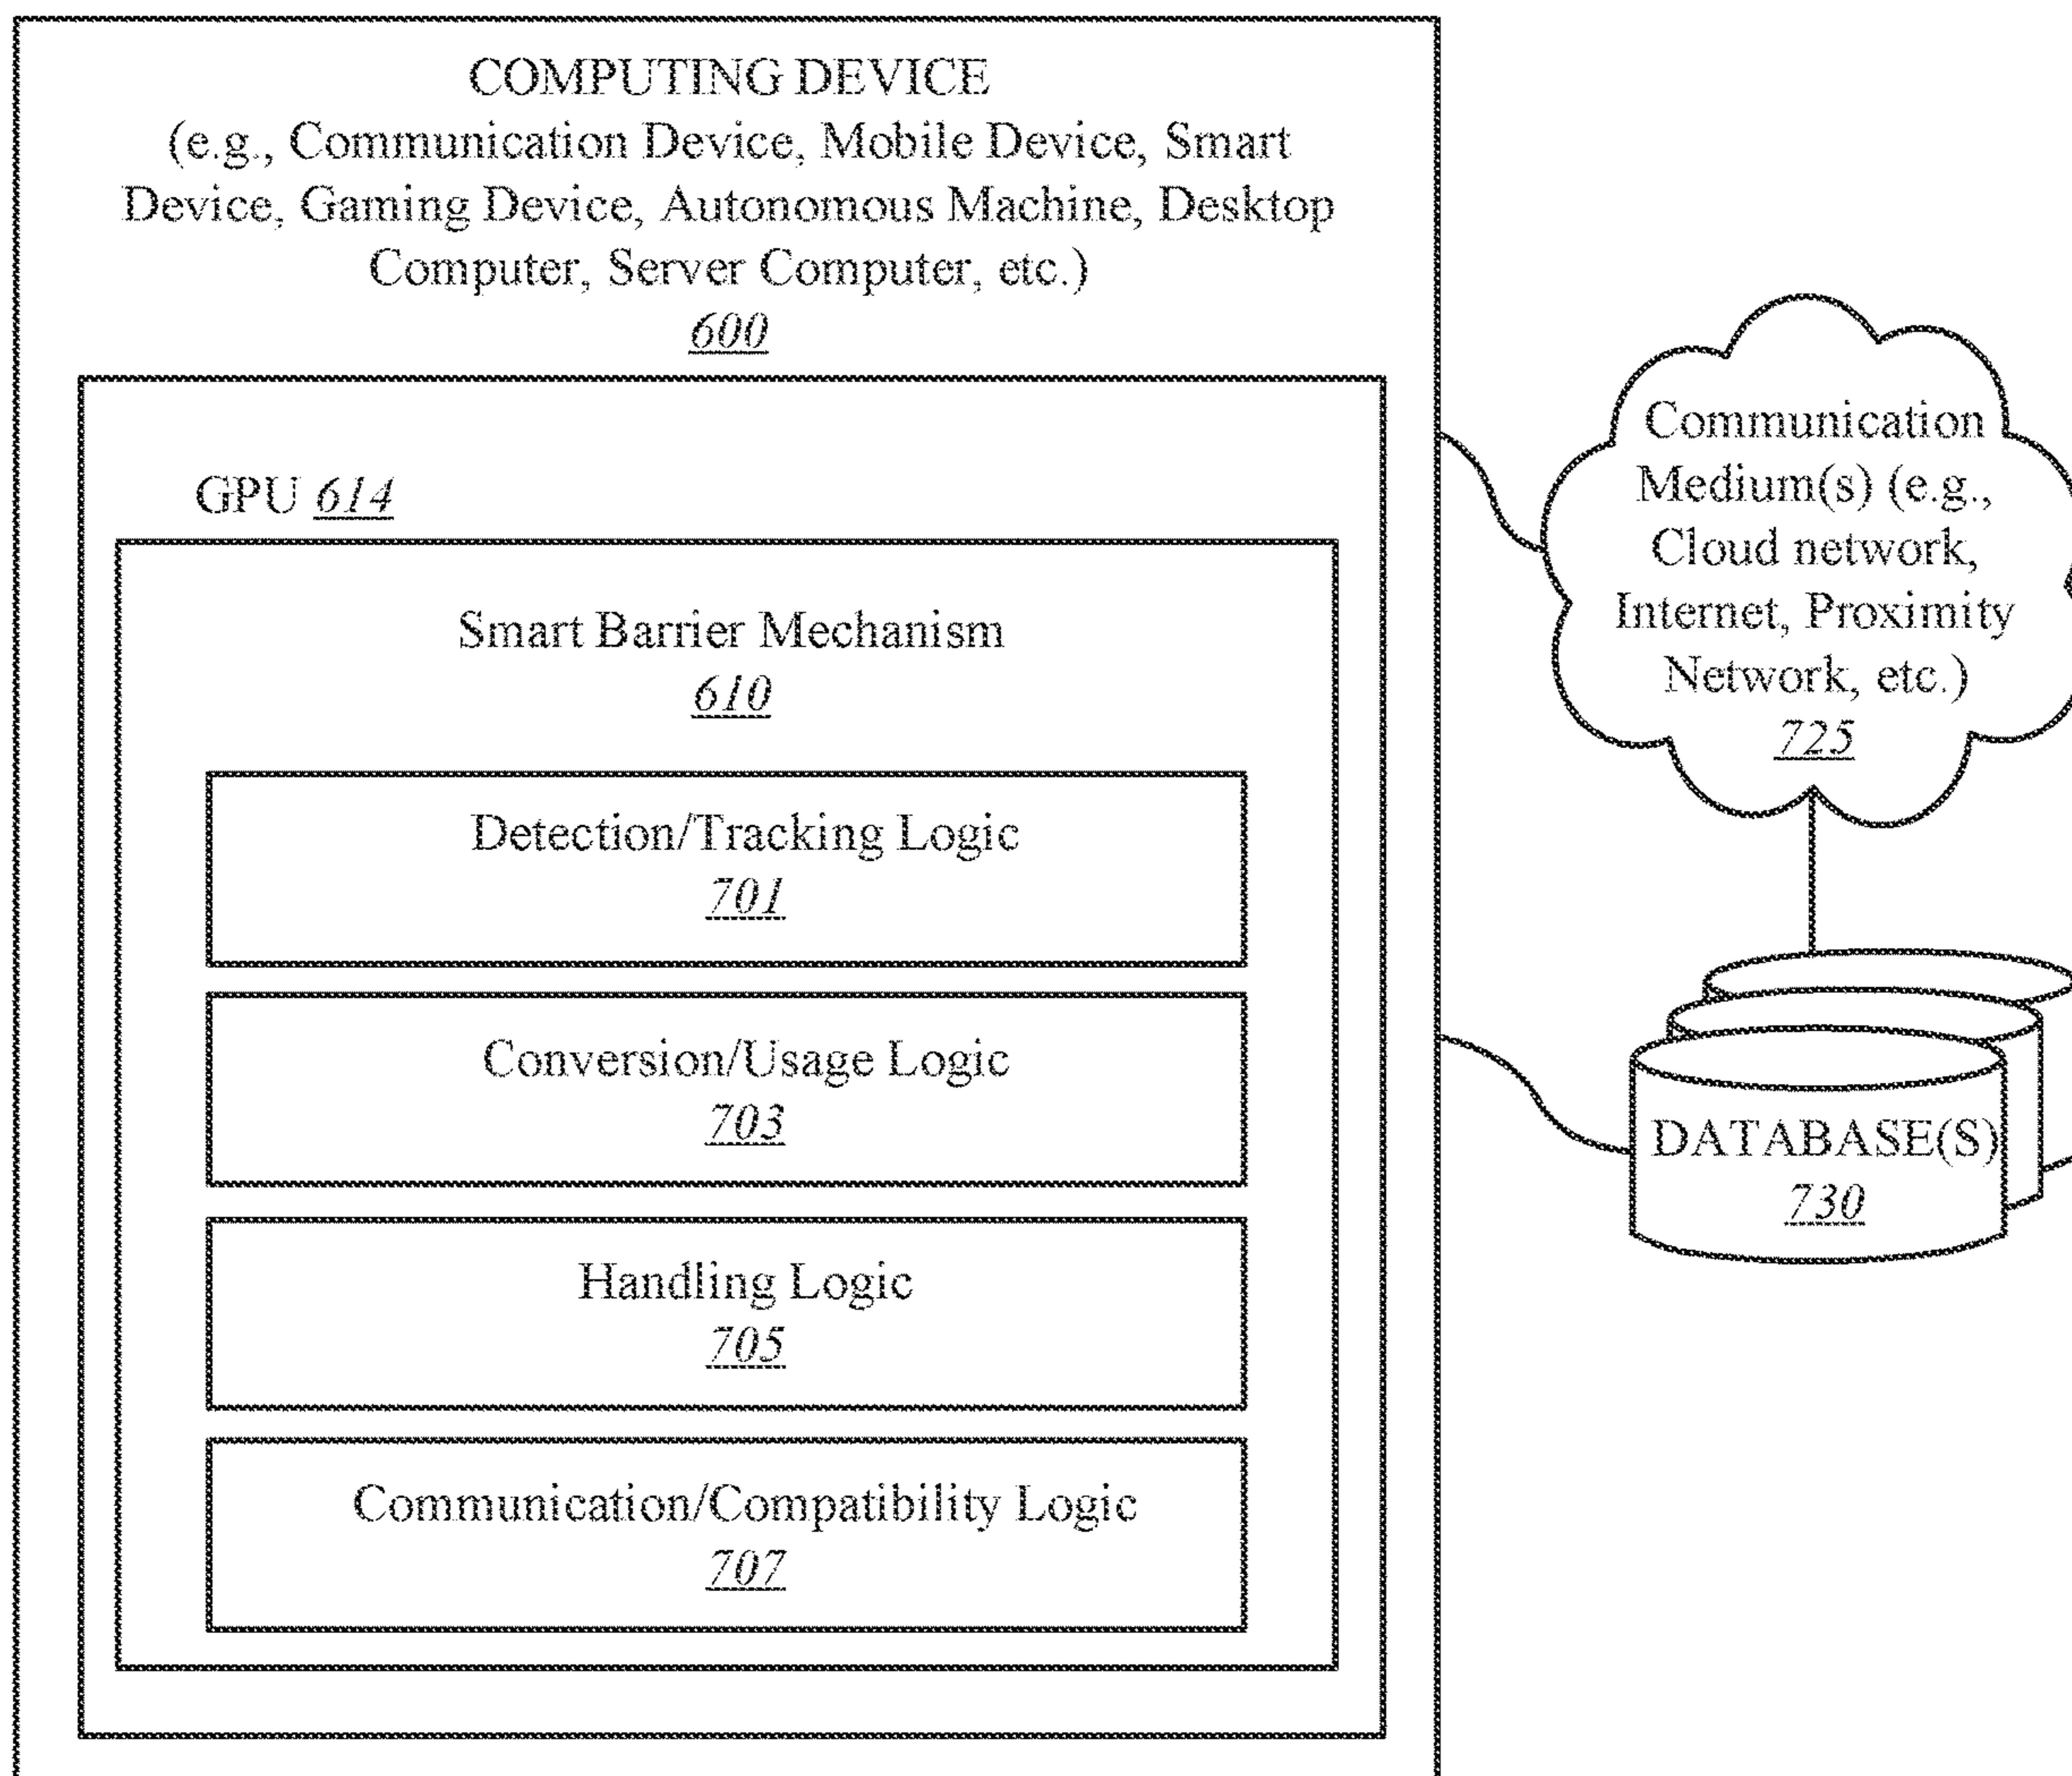 COMPUTING DEVICE
(e.g., Communication Device, Mobile Device, Smart
Device, Gaming Device, Autonomous Machine, Desktop
Computer, Server Computer, etc.)
600
GPU 614
Smart Barrier Mechanism
610
Detection/Tracking Logic
701
Conversion/Usage Logic
703
Handling Logic
705
Communication/Compatibility Logic
707
Communication
Medium(s) (e.g.,
Cloud network,
Internet, Proximity
Network, etc.)
725
DATABASE(S)
730